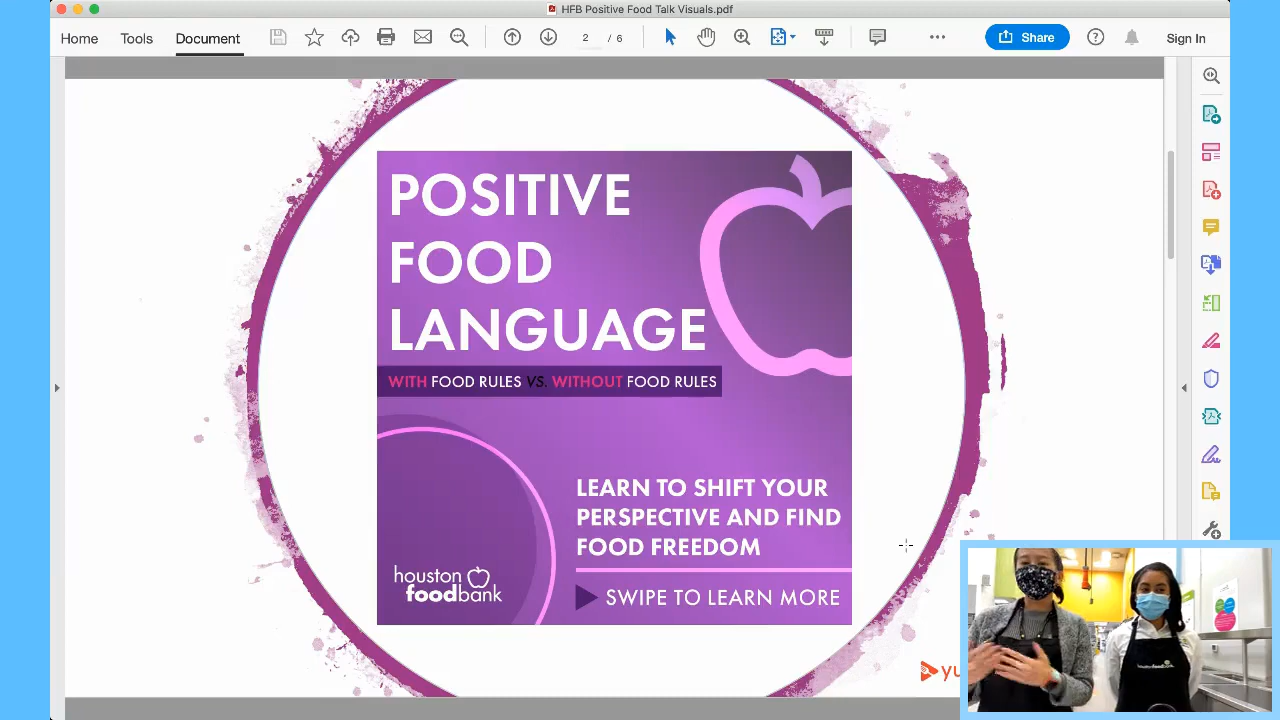 HFB Positive Food Talk Visuals.pdf
Home Tools Document 2 / 6 Share Sign In
POSITIVE
FOOD
LANGUAGE
WITH FOOD RULES VS. WITHOUT FOOD RULES
LEARN TO SHIFT YOUR
PERSPECTIVE AND FIND
FOOD FREEDOM
SWIPE TO LEARN MORE
houston
foodbank
yu
houstonfoodbank